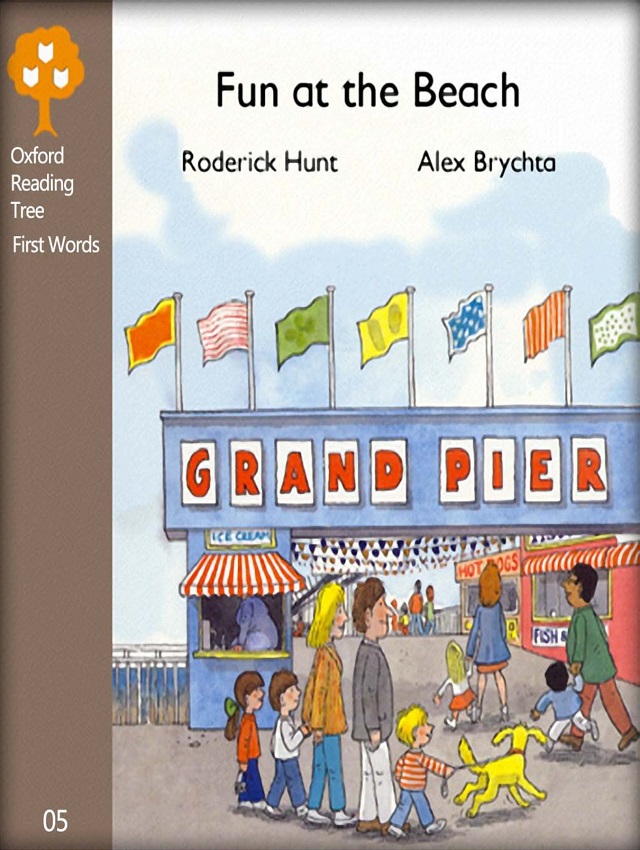 Fun at the Beach
Roderick Hunt Alex Brychta
Oxford
Reading
Tree
First Words
GRAND PIER
ICE CREAM
HOT DOGS
FISH &
05